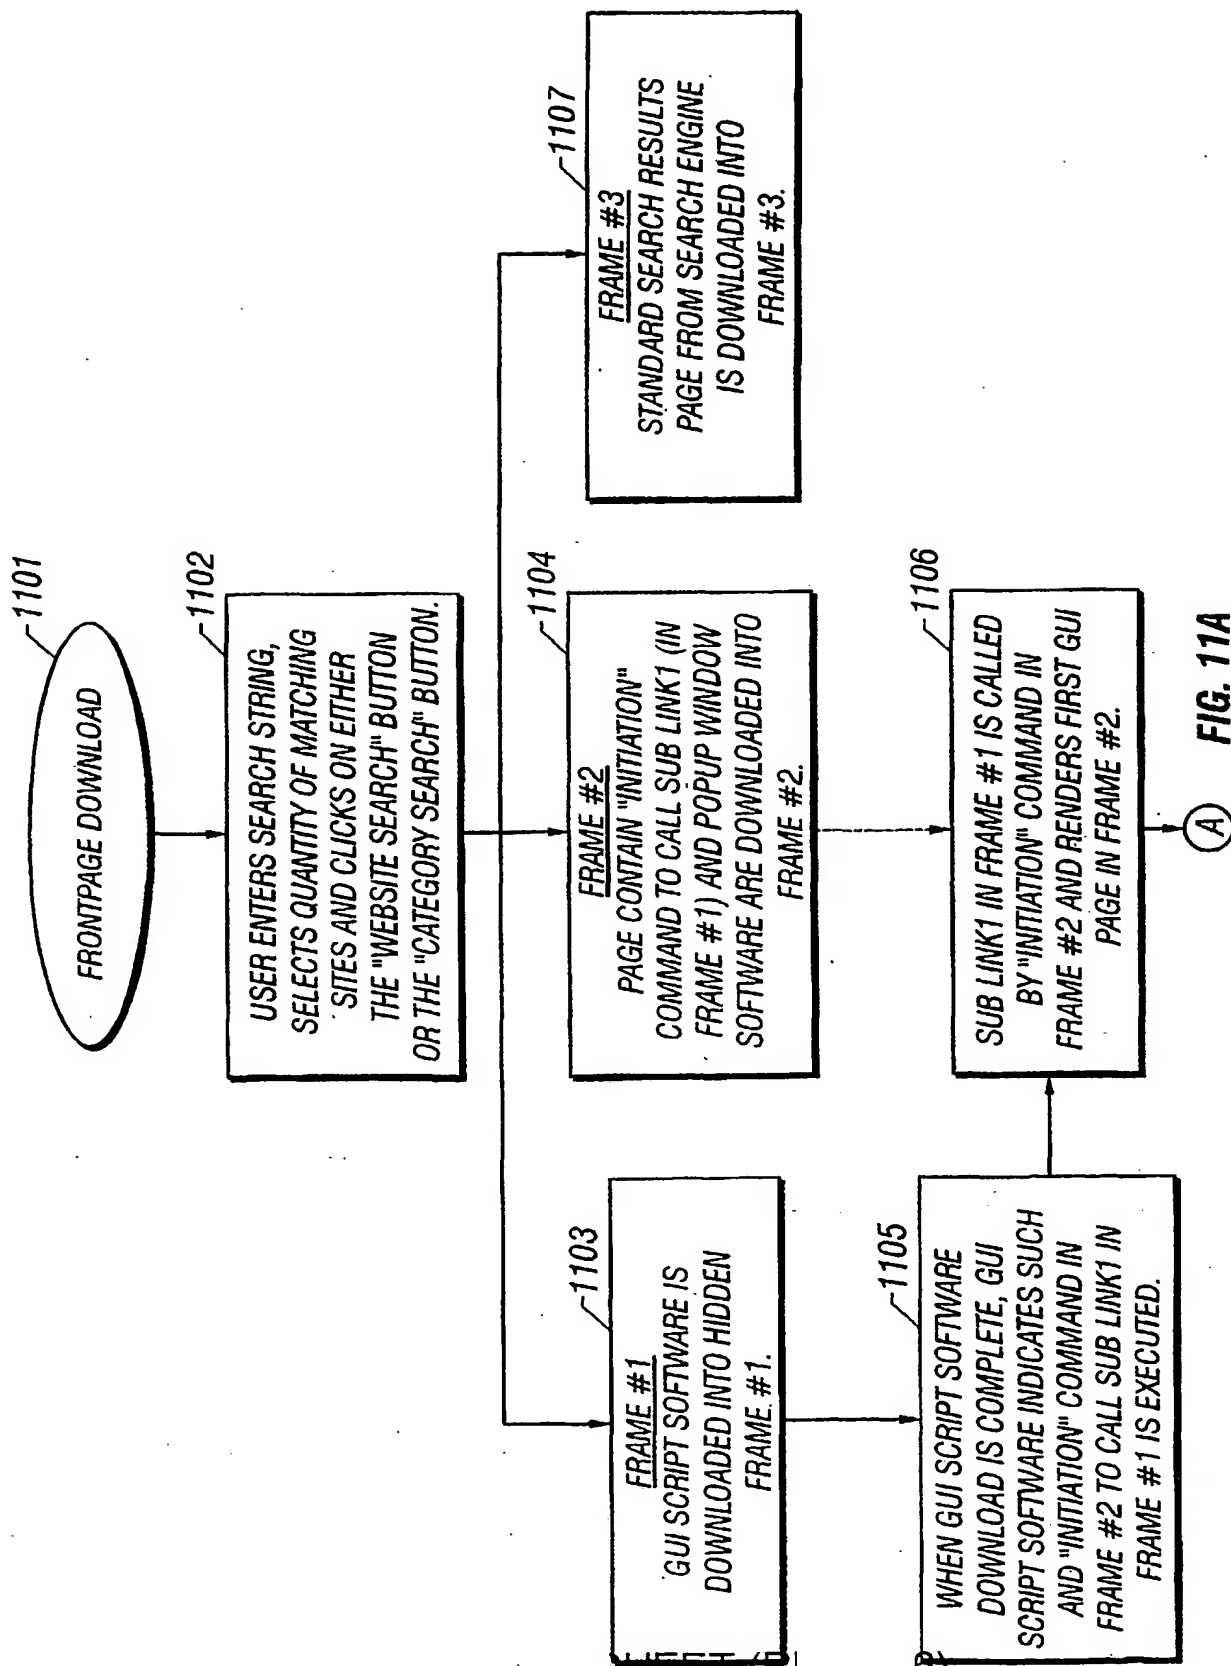 1101
FRONTPAGE DOWNLOAD
1102
USER ENTERS SEARCH STRING,
SELECTS QUANTITY OF MATCHING
SITES AND CLICKS ON EITHER
THE "WEBSITE SEARCH" BUTTON
OR THE "CATEGORY SEARCH" BUTTON.
1103
FRAME #1
GUI SCRIPT SOFTWARE IS
DOWNLOADED INTO HIDDEN
FRAME. #1.
1104
FRAME #2
PAGE CONTAIN "INITIATION"
COMMAND TO CALL SUB LINK1 (IN
FRAME #1) AND POPUP WINDOW
SOFTWARE ARE DOWNLOADED INTO
FRAME #2.
1107
FRAME #3
STANDARD SEARCH RESULTS
PAGE FROM SEARCH ENGINE
IS DOWNLOADED INTO
FRAME #3.
1105
WHEN GUI SCRIPT SOFTWARE
DOWNLOAD IS COMPLETE, GUI
SCRIPT SOFTWARE INDICATES SUCH
AND "INITIATION" COMMAND IN
FRAME #2 TO CALL SUB LINK1 IN
FRAME #1 IS EXECUTED.
1106
SUB LINK1 IN FRAME #1 IS CALLED
BY "INITIATION" COMMAND IN
FRAME #2 AND RENDERS FIRST GUI
PAGE IN FRAME #2.
A
FIG. 11A